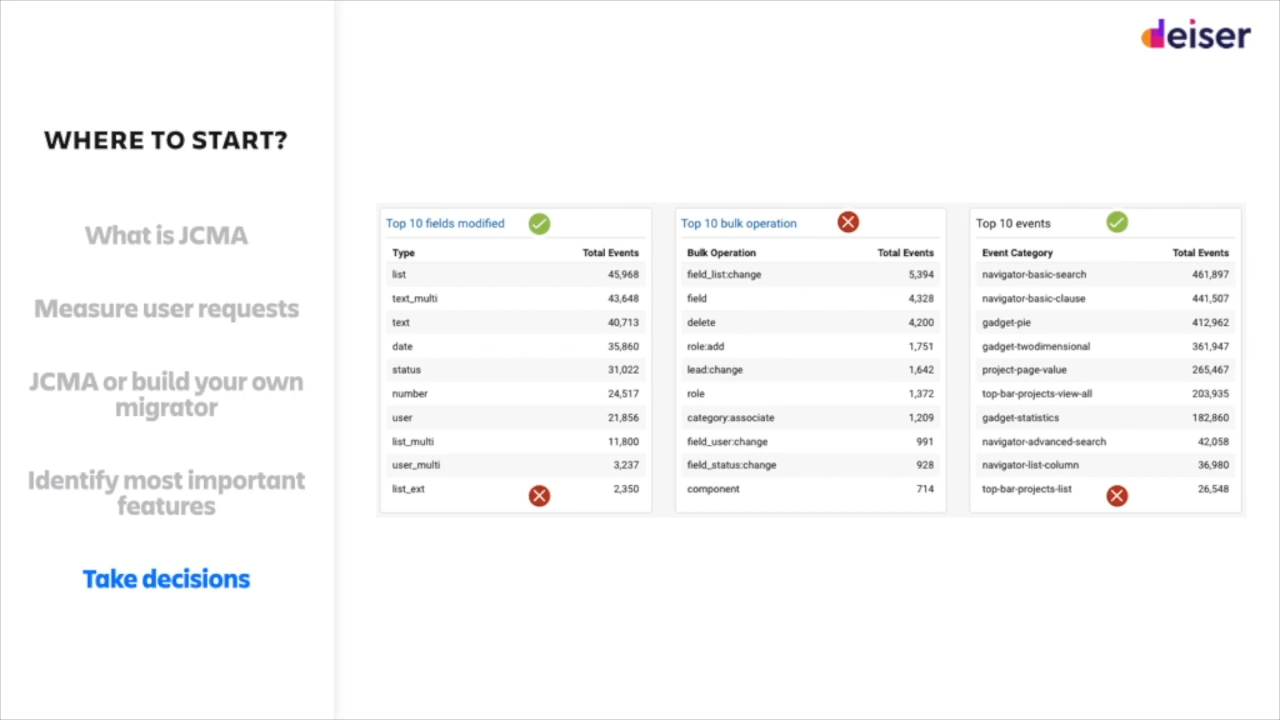 deiser
WHERE TO START?
What is JCMA
Measure user requests
JCMA or build your own
migrator
Identify most important
features
Take decisions
Top 10 fields modified
Type Total Events
list 45,968
text_multi 43,648
text 40,713
date 35,860
status 31,022
number 24,517
user 21,856
list_multi 11,800
user_multi 3,237
list_ext 2,350
Top 10 bulk operation
Bulk Operation Total Events
field_list:change 5,394
field 4,328
delete 4,200
role:add 1,751
lead:change 1,642
role 1,372
category:associate 1,209
field_user:change 991
field_status:change 928
component 714
Top 10 events
Event Category Total Events
navigator-basic-search 461,897
navigator-basic-clause 441,507
gadget-pie 412,962
gadget-twodimensional 361,947
project-page-value 265,467
top-bar-projects-view-all 203,935
gadget-statistics 182,860
navigator-advanced-search 42,058
navigator-list-column 36,980
top-bar-projects-list 26,548